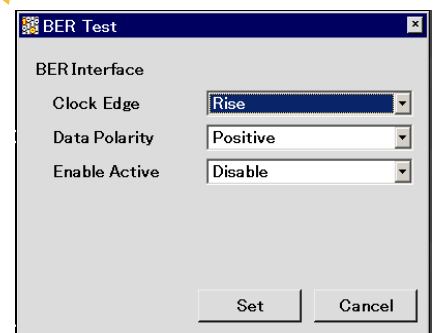 BER Test
BER Interface
Clock Edge Rise
Data Polarity Positive
Enable Active Disable
Set Cancel